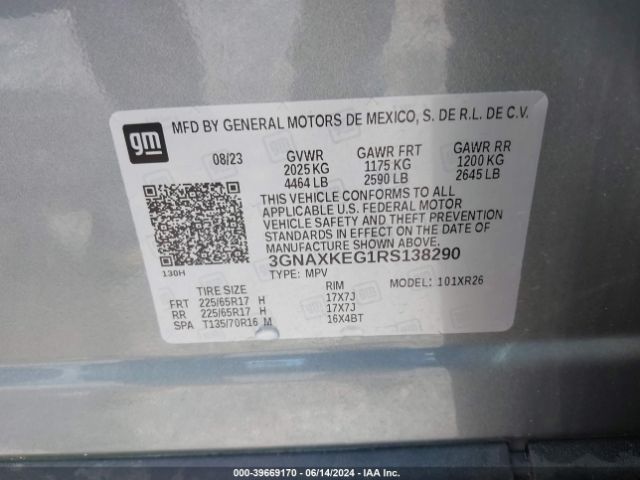 gm
MFD BY GENERAL MOTORS DE MEXICO, S. DE R.L. DE C.V.
08/23 GVWR GAWR FRT GAWR RR
2025 KG 1175 KG 1200 KG
4464 LB 2590 LB 2645 LB
THIS VEHICLE CONFORMS TO ALL
APPLICABLE U.S. FEDERAL MOTOR
VEHICLE SAFETY AND THEFT PREVENTION
STANDARDS IN EFFECT ON THE DATE OF
MANUFACTURE SHOWN ABOVE.
3GNAXKEG1RS138290
130H
TYPE: MPV MODEL: 101XR26
TIRE SIZE RIM
FRT 225/65R17 H 17X7J
RR 225/65R17 H 17X7J
SPA T135/70R16 M 16X4BT
000-39669170 - 06/14/2024 - IAA Inc.